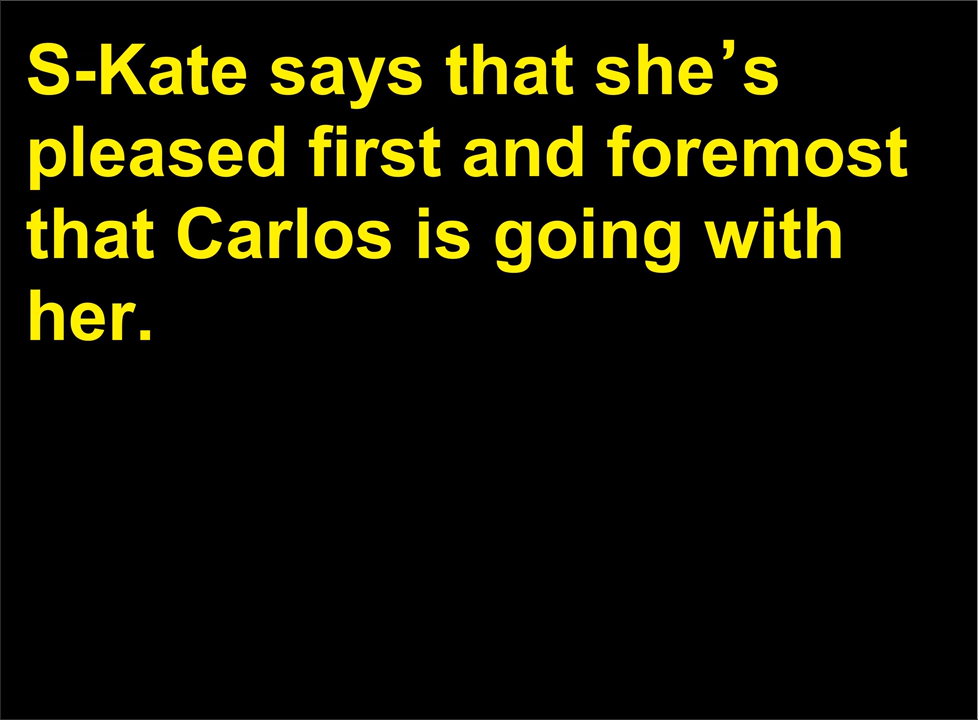 S-Kate says that she’s
pleased first and foremost
that Carlos is going with
her.